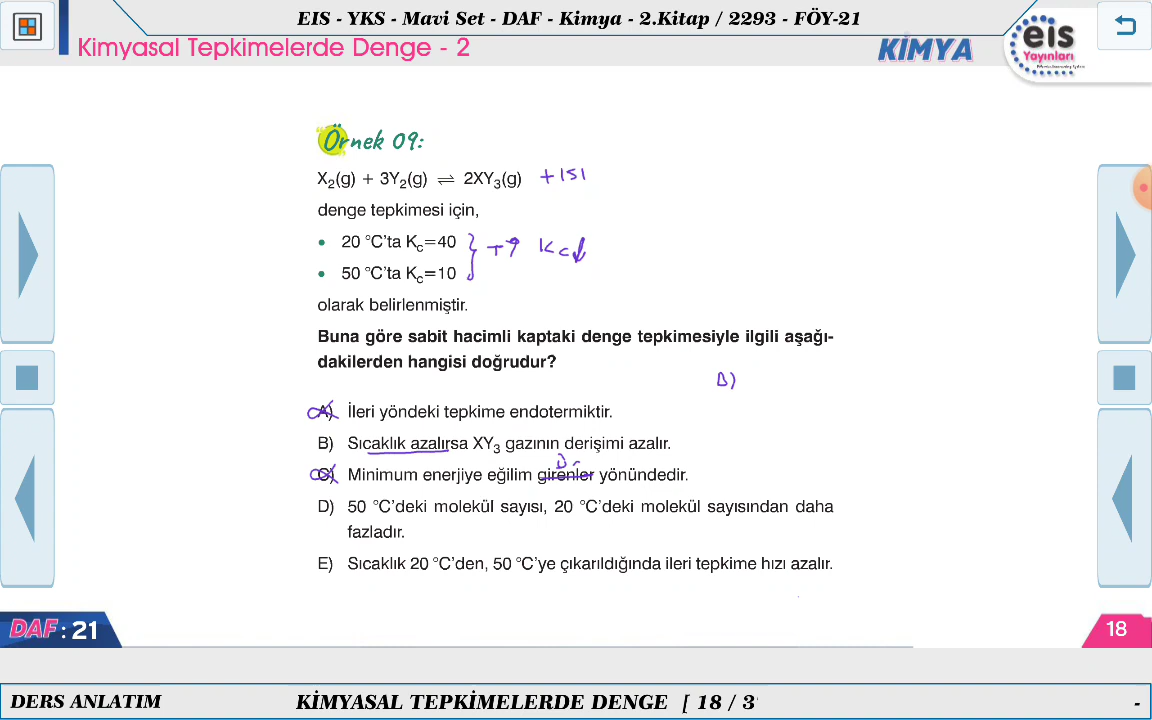 EIS - YKS - Mavi Set - DAF - Kimya - 2.Kitap / 2293 - FÖY-21
Kimyasal Tepkimelerde Denge - 2
KİMYA
eis
Yayınları
Örnek 09:
X₂(g) + 3Y₂(g) ⇌ 2XY₃(g) +ısı
denge tepkimesi için,
• 20 °C'ta K_c=40
T↑ Kc↓
• 50 °C'ta K_c=10
olarak belirlenmiştir.
Buna göre sabit hacimli kaptaki denge tepkimesiyle ilgili aşağı-
dakilerden hangisi doğrudur?
D)
A) İleri yöndeki tepkime endotermiktir.
B) Sıcaklık azalırsa XY₃ gazının derişimi azalır.
C) Minimum enerjiye eğilim girenler yönündedir.
D) 50 °C'deki molekül sayısı, 20 °C'deki molekül sayısından daha
fazladır.
E) Sıcaklık 20 °C'den, 50 °C'ye çıkarıldığında ileri tepkime hızı azalır.
DAF : 21
18
DERS ANLATIM
KİMYASAL TEPKİMELERDE DENGE [ 18 / 3
-